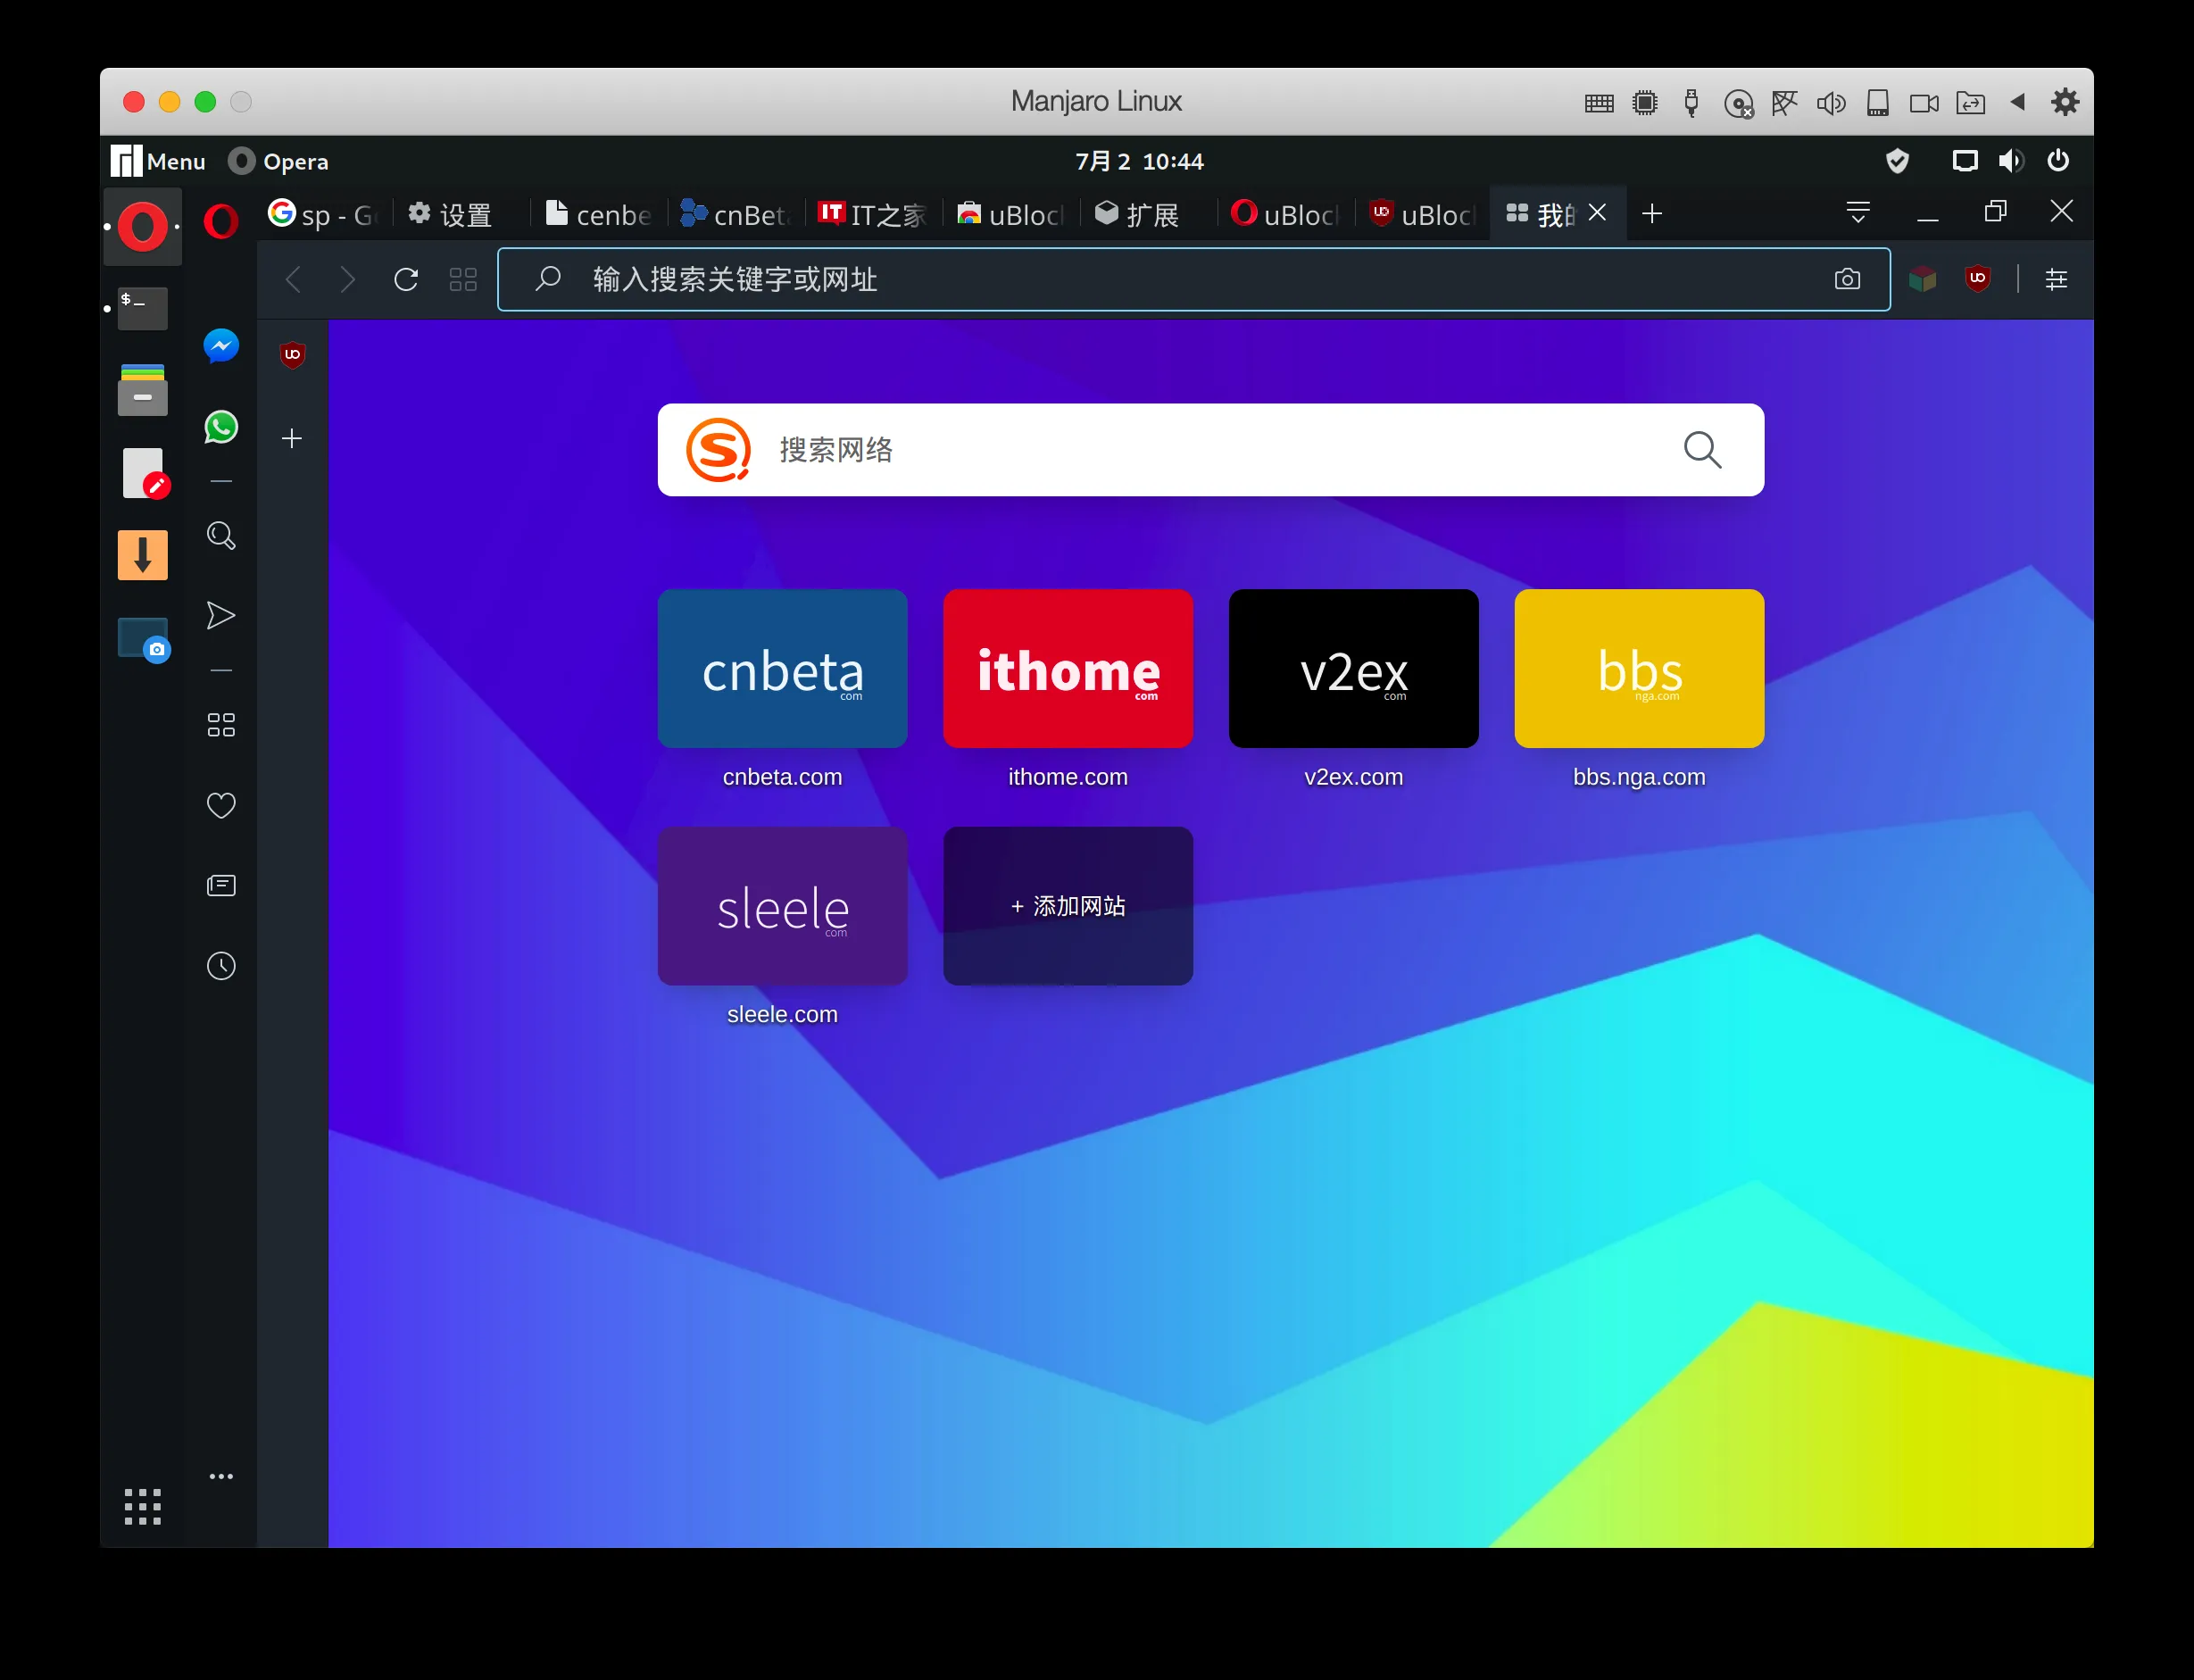 Manjaro Linux
Menu Opera 7月 2 10:44
sp - G 设置 cenbe cnBet IT之家 uBloc 扩展 uBloc uBloc 我的
输入搜索关键字或网址
$_
搜索网络
cnbeta com
ithome com
v2ex com
bbs nga.com
cnbeta.com
ithome.com
v2ex.com
bbs.nga.com
sleele com
+ 添加网站
sleele.com